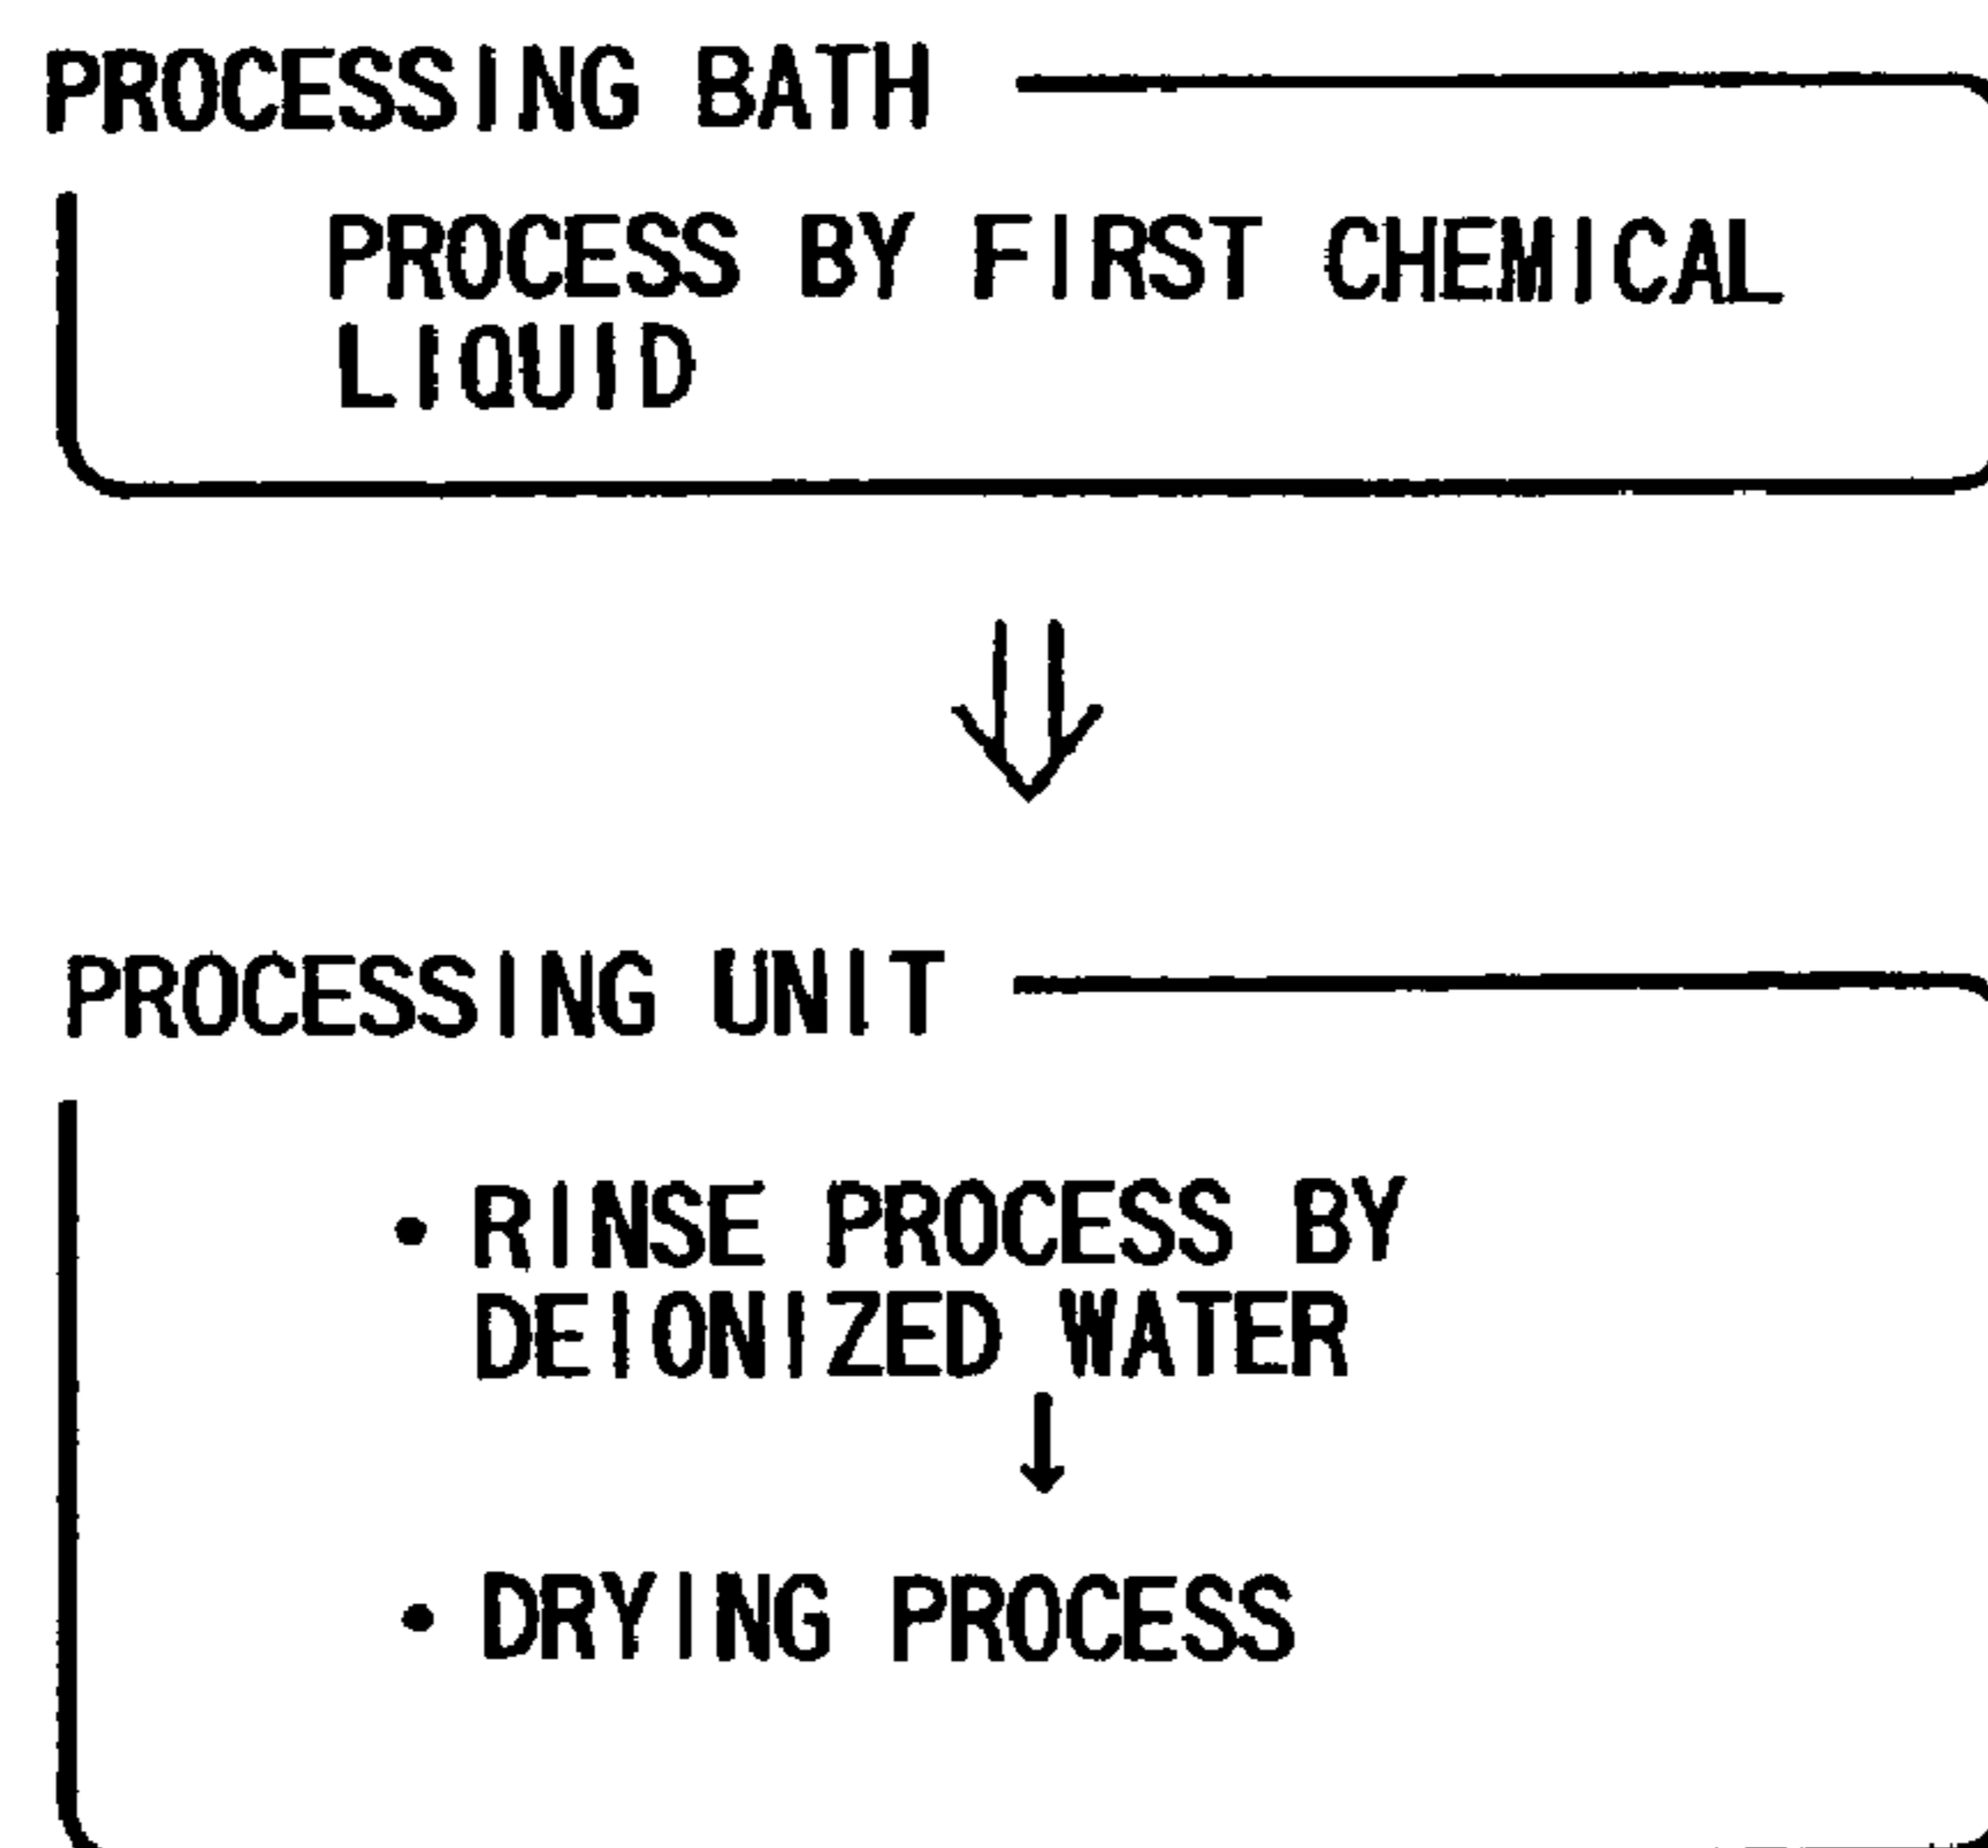 PROCESSING BATH
PROCESS BY FIRST CHEMICAL
LIQUID
PROCESSING UNIT
• RINSE PROCESS BY
DEIONIZED WATER
• DRYING PROCESS